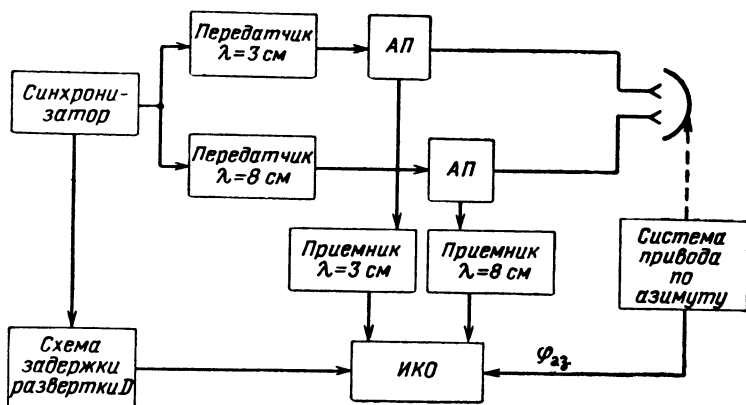 Передатчик
λ=3 см
АП
Синхрони-
затор
Передатчик
λ=8 см
АП
Приемник
λ=3 см
Приемник
λ=8 см
Система
привода
по
азимуту
Схема
задержки
развертки D
ИКО
φаз